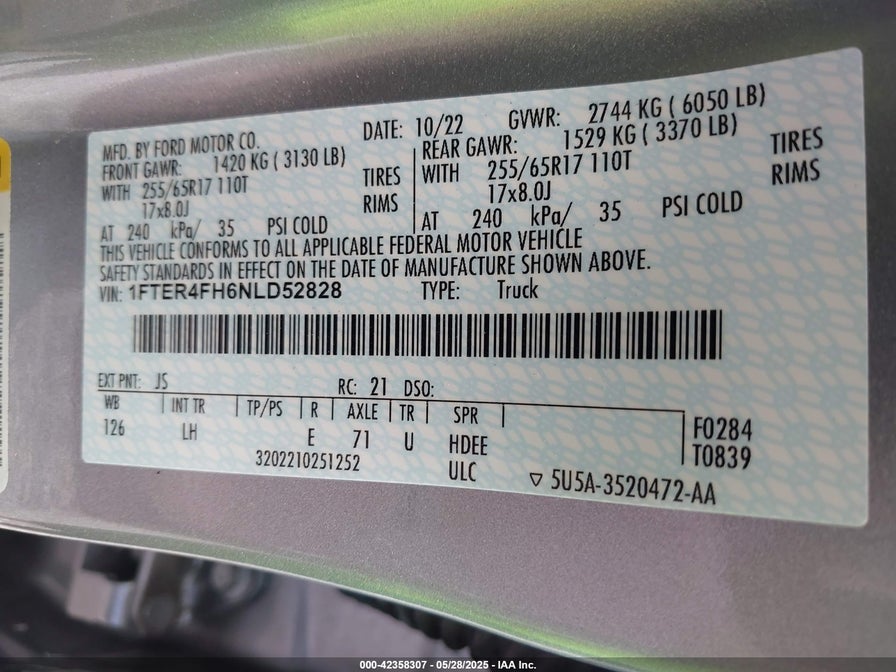 MFD. BY FORD MOTOR CO. DATE: 10/22 GVWR: 2744 KG ( 6050 LB)
FRONT GAWR: 1420 KG ( 3130 LB) REAR GAWR: 1529 KG ( 3370 LB)
WITH 255/65R17 110T TIRES WITH 255/65R17 110T TIRES
17x8.0J RIMS 17x8.0J RIMS
AT 240 kPa/ 35 PSI COLD AT 240 kPa/ 35 PSI COLD
THIS VEHICLE CONFORMS TO ALL APPLICABLE FEDERAL MOTOR VEHICLE
SAFETY STANDARDS IN EFFECT ON THE DATE OF MANUFACTURE SHOWN ABOVE.
VIN: 1FTER4FH6NLD52828 TYPE: Truck
EXT PNT: JS RC: 21 DSO:
WB INT TR TP/PS R AXLE TR SPR
126 LH E 71 U HDEE F0284
3202210251252 ULC T0839
5U5A-3520472-AA
000-42358307 - 05/28/2025 - IAA Inc.